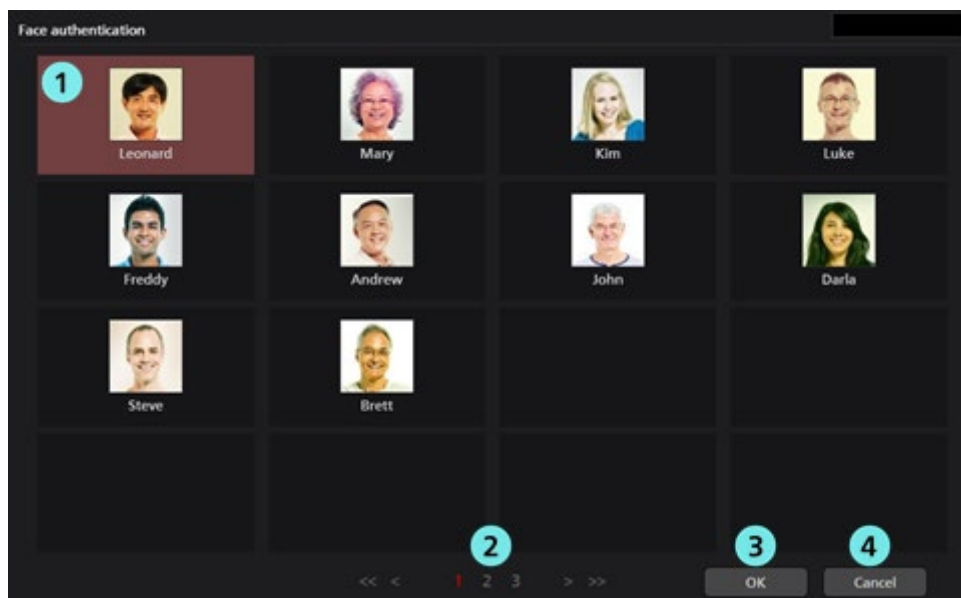 Face authentication
1
Leonard
Mary
Kim
Luke
Freddy
Andrew
John
Darla
Steve
Brett
2
3
4
<< < 1 2 3 > >>
OK
Cancel